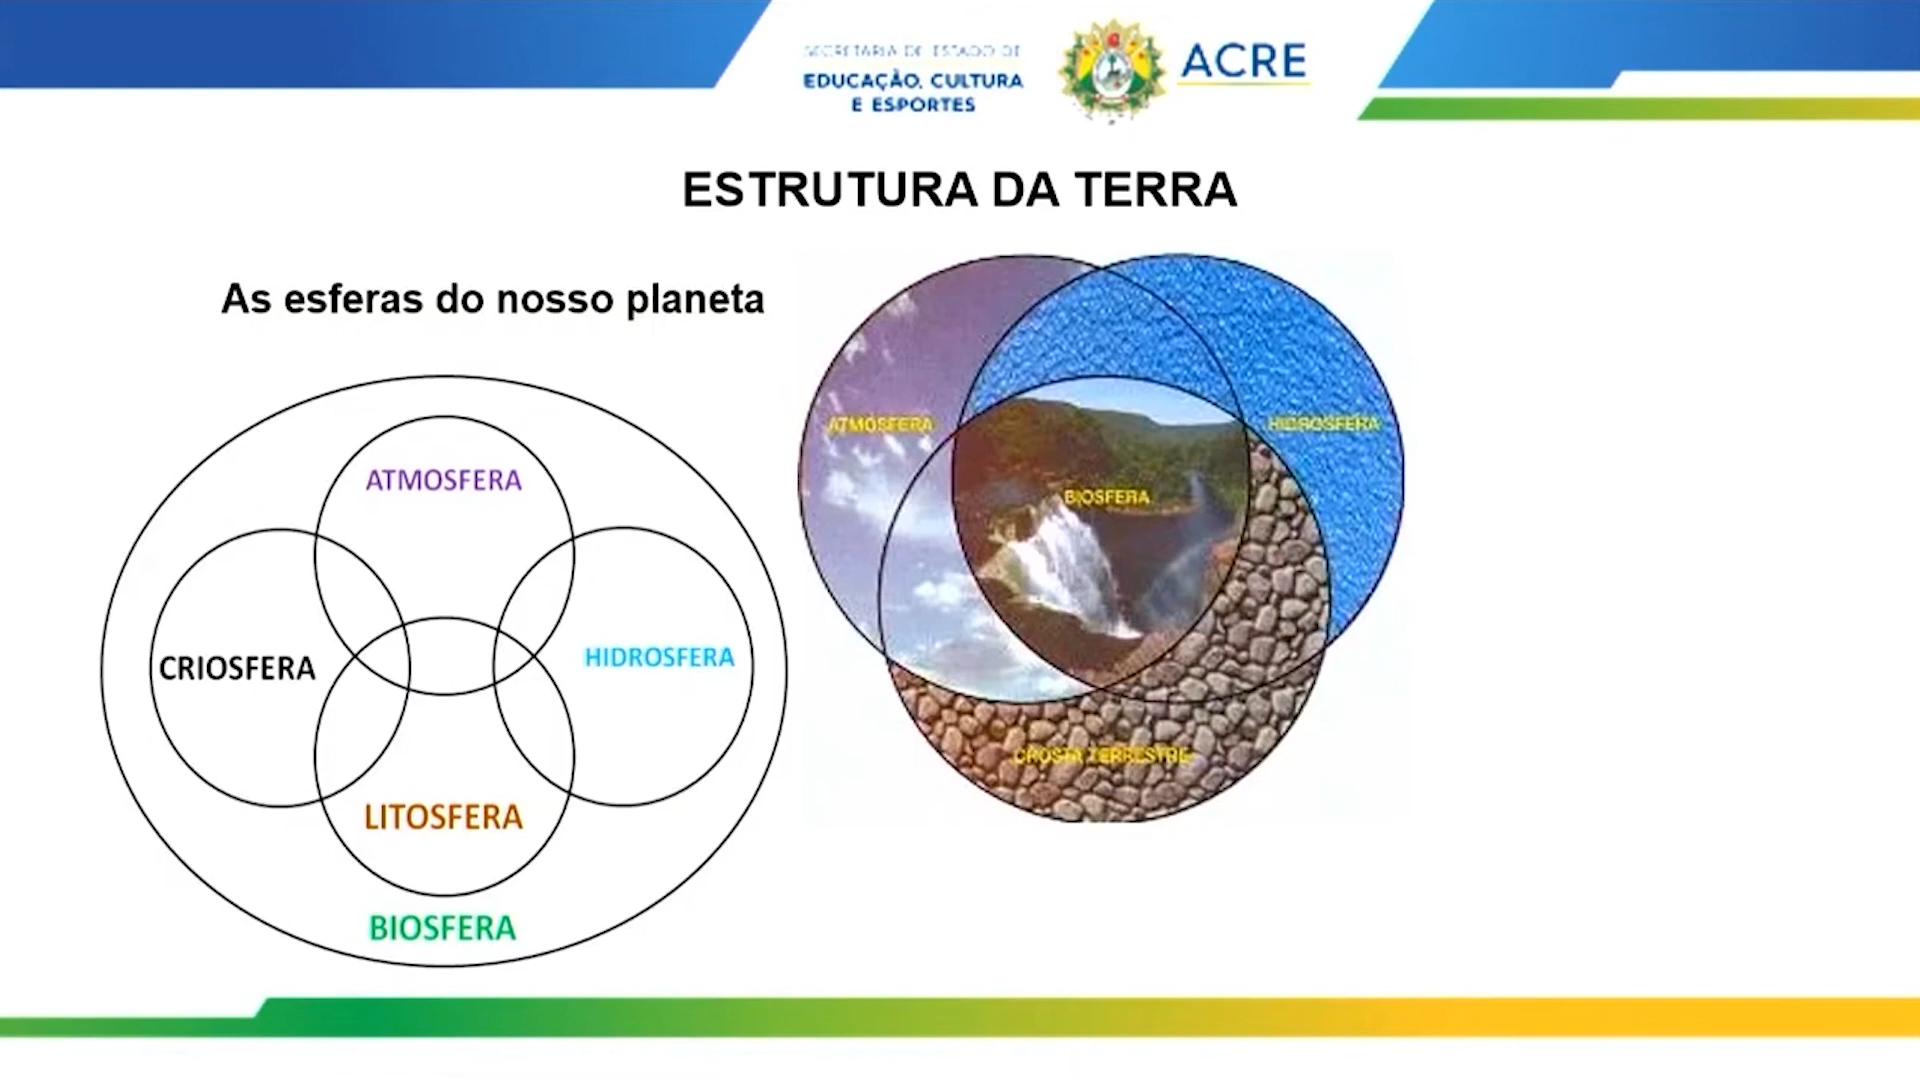 SECRETARIA DE ESTADO DE
EDUCAÇÃO, CULTURA
E ESPORTES
ACRE
ESTRUTURA DA TERRA
As esferas do nosso planeta
ATMOSFERA
CRIOSFERA
HIDROSFERA
LITOSFERA
BIOSFERA
ATMOSFERA
HIDROSFERA
BIOSFERA
CROSTA TERRESTRE